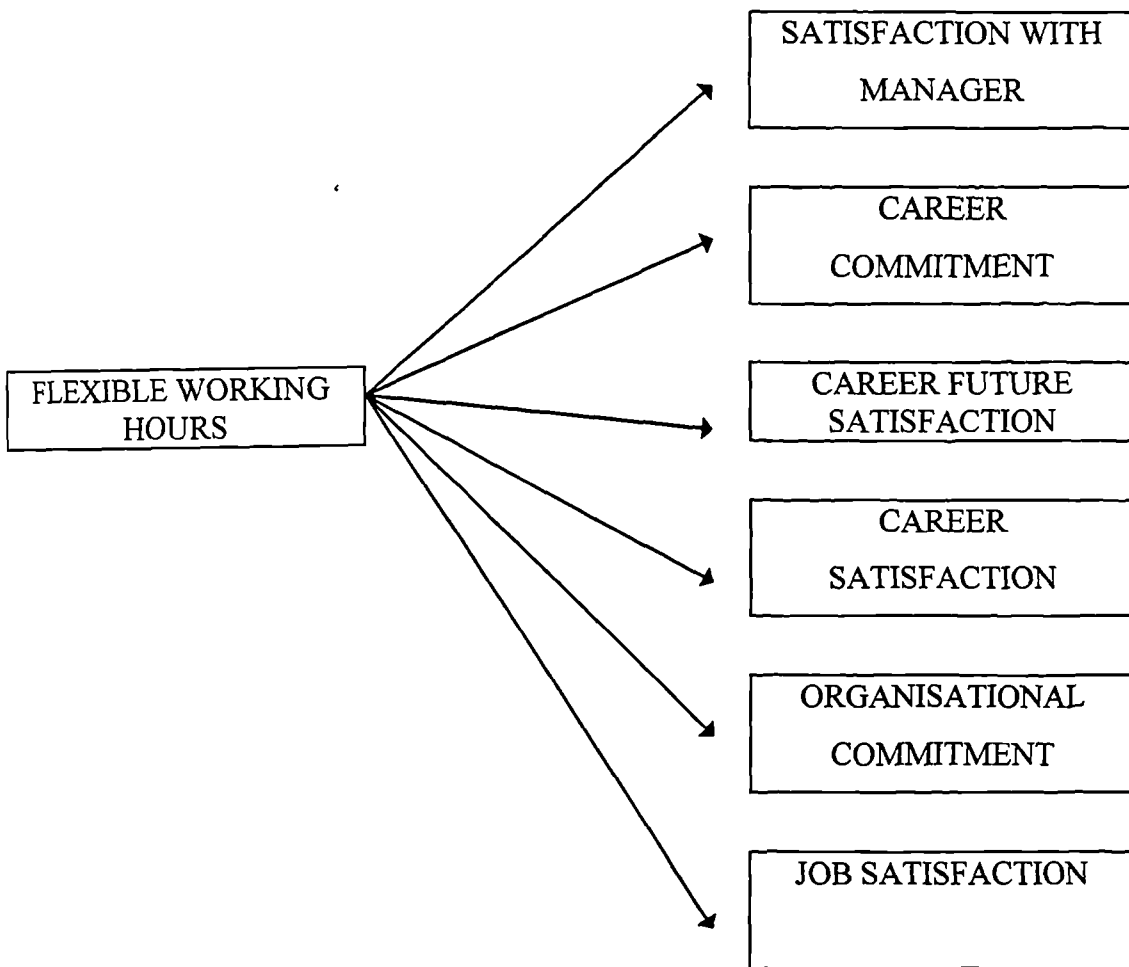 SATISFACTION WITH
MANAGER
CAREER
COMMITMENT
FLEXIBLE WORKING
HOURS
CAREER FUTURE
SATISFACTION
CAREER
SATISFACTION
ORGANISATIONAL
COMMITMENT
JOB SATISFACTION